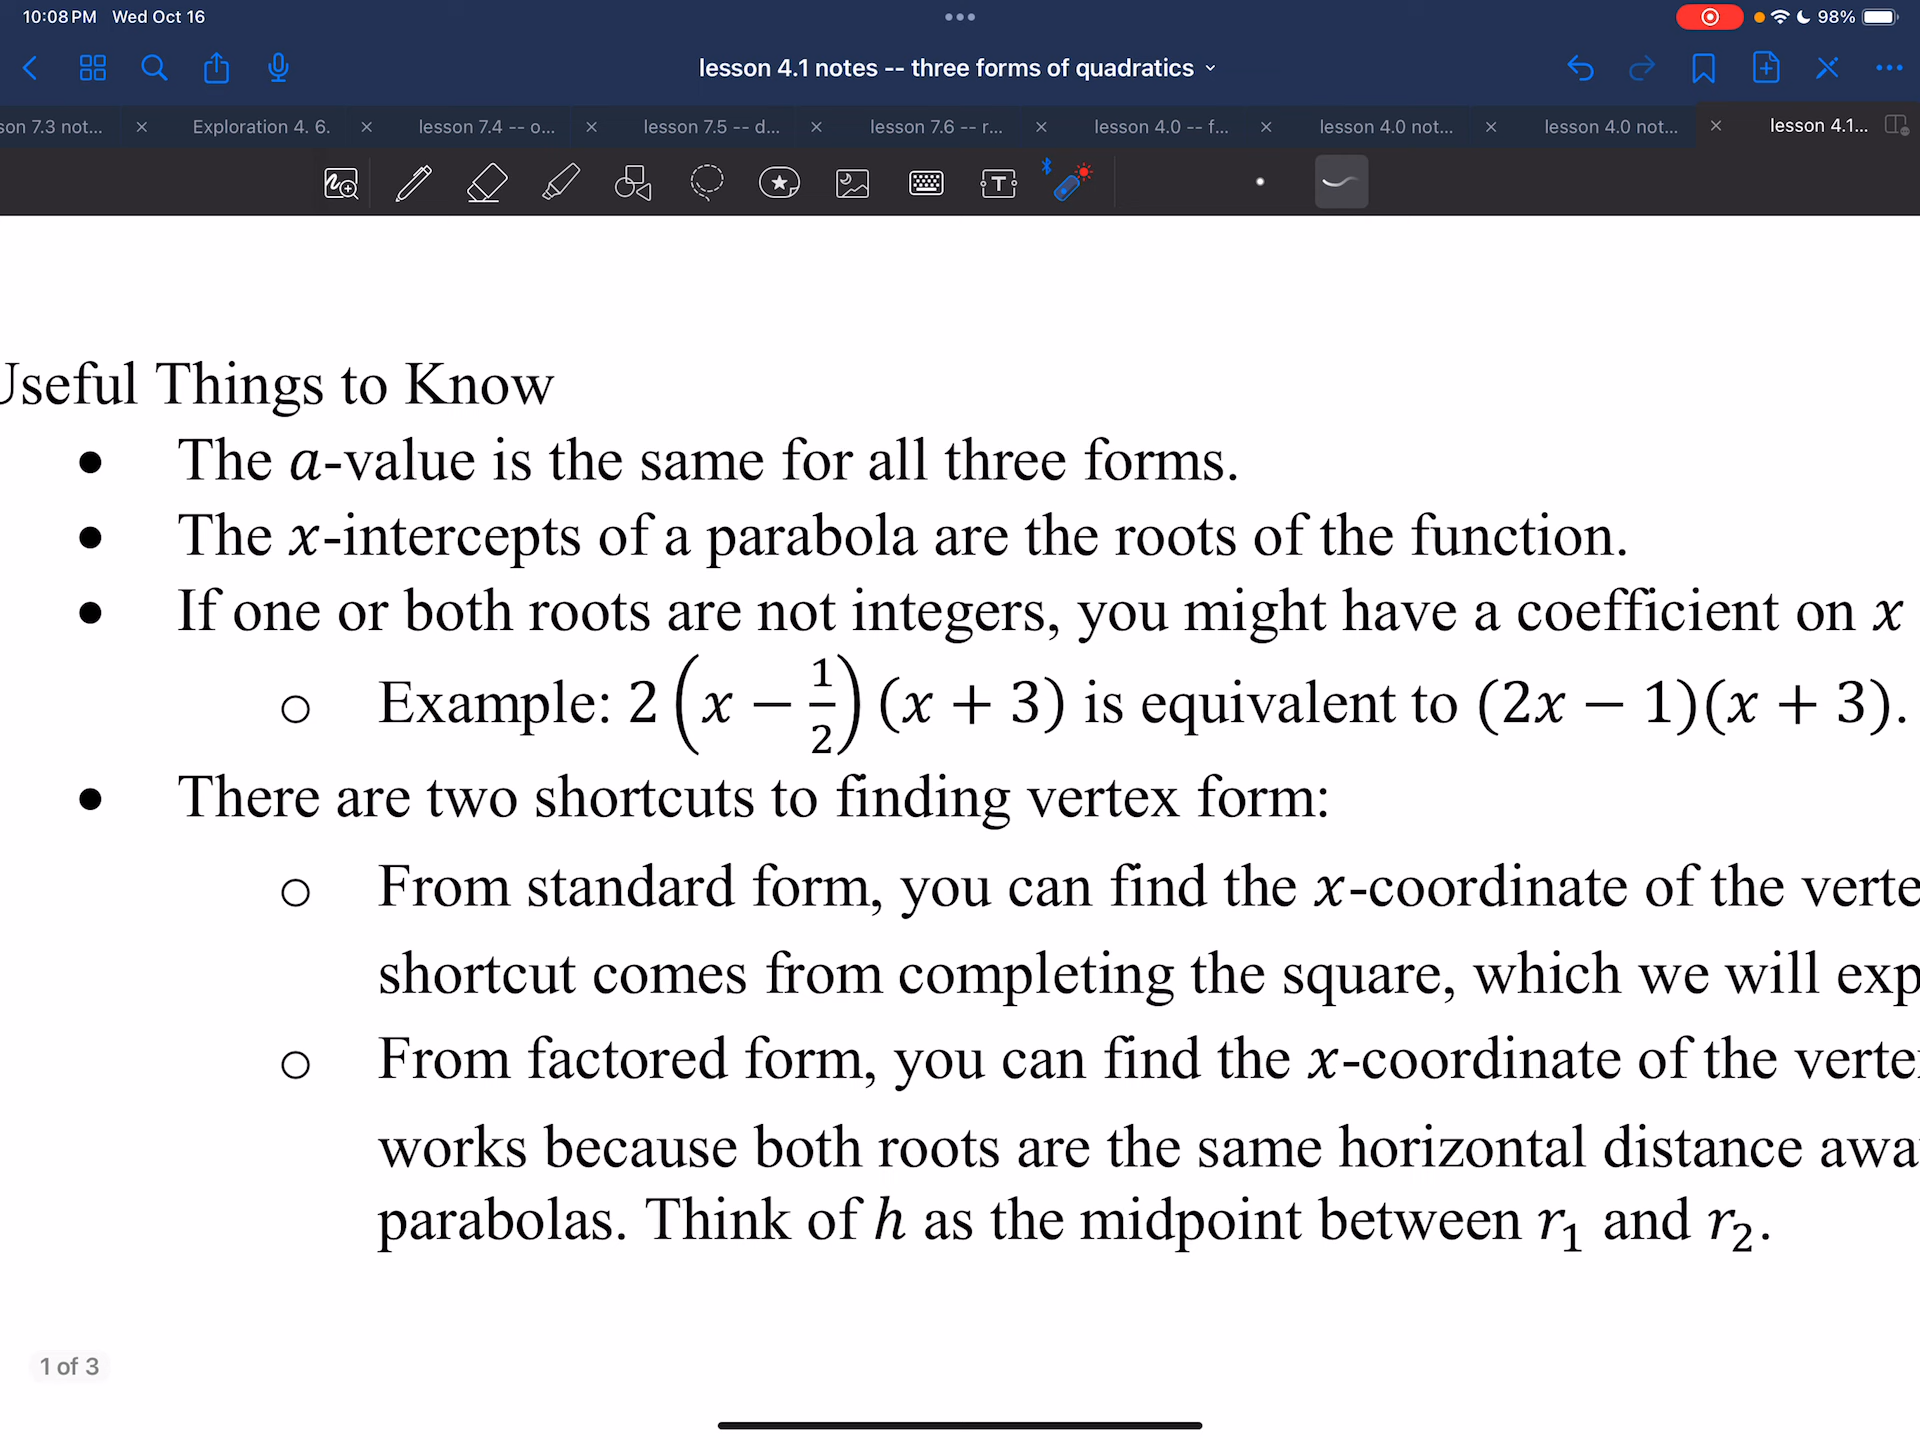 10:08 PM Wed Oct 16
98%
lesson 4.1 notes -- three forms of quadratics
son 7.3 not... × Exploration 4. 6. × lesson 7.4 -- o... × lesson 7.5 -- d... × lesson 7.6 -- r... × lesson 4.0 -- f... × lesson 4.0 not... × lesson 4.0 not... × lesson 4.1...
Useful Things to Know
● The a-value is the same for all three forms.
● The x-intercepts of a parabola are the roots of the function.
● If one or both roots are not integers, you might have a coefficient on x
○ Example: 2(x − 1/2)(x + 3) is equivalent to (2x − 1)(x + 3).
● There are two shortcuts to finding vertex form:
○ From standard form, you can find the x-coordinate of the verte
shortcut comes from completing the square, which we will exp
○ From factored form, you can find the x-coordinate of the verte
works because both roots are the same horizontal distance awa
parabolas. Think of h as the midpoint between r₁ and r₂.
1 of 3